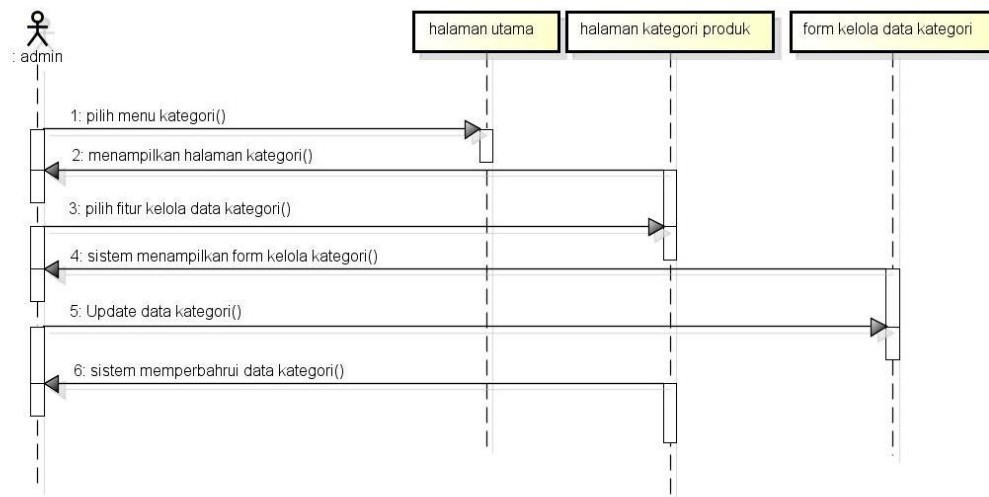 : admin
halaman utama
halaman kategori produk
form kelola data kategori
1: pilih menu kategori()
2: menampilkan halaman kategori()
3: pilih fitur kelola data kategori()
4: sistem menampilkan form kelola kategori()
5: Update data kategori()
6: sistem memperbahrui data kategori()